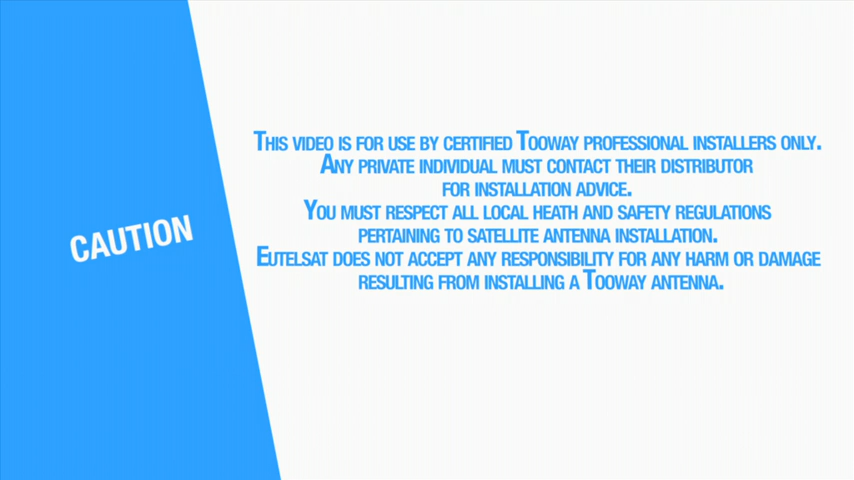 CAUTION
This video is for use by certified Tooway professional installers only.
Any private individual must contact their distributor
for installation advice.
You must respect all local heath and safety regulations
pertaining to satellite antenna installation.
Eutelsat does not accept any responsibility for any harm or damage
resulting from installing a Tooway antenna.